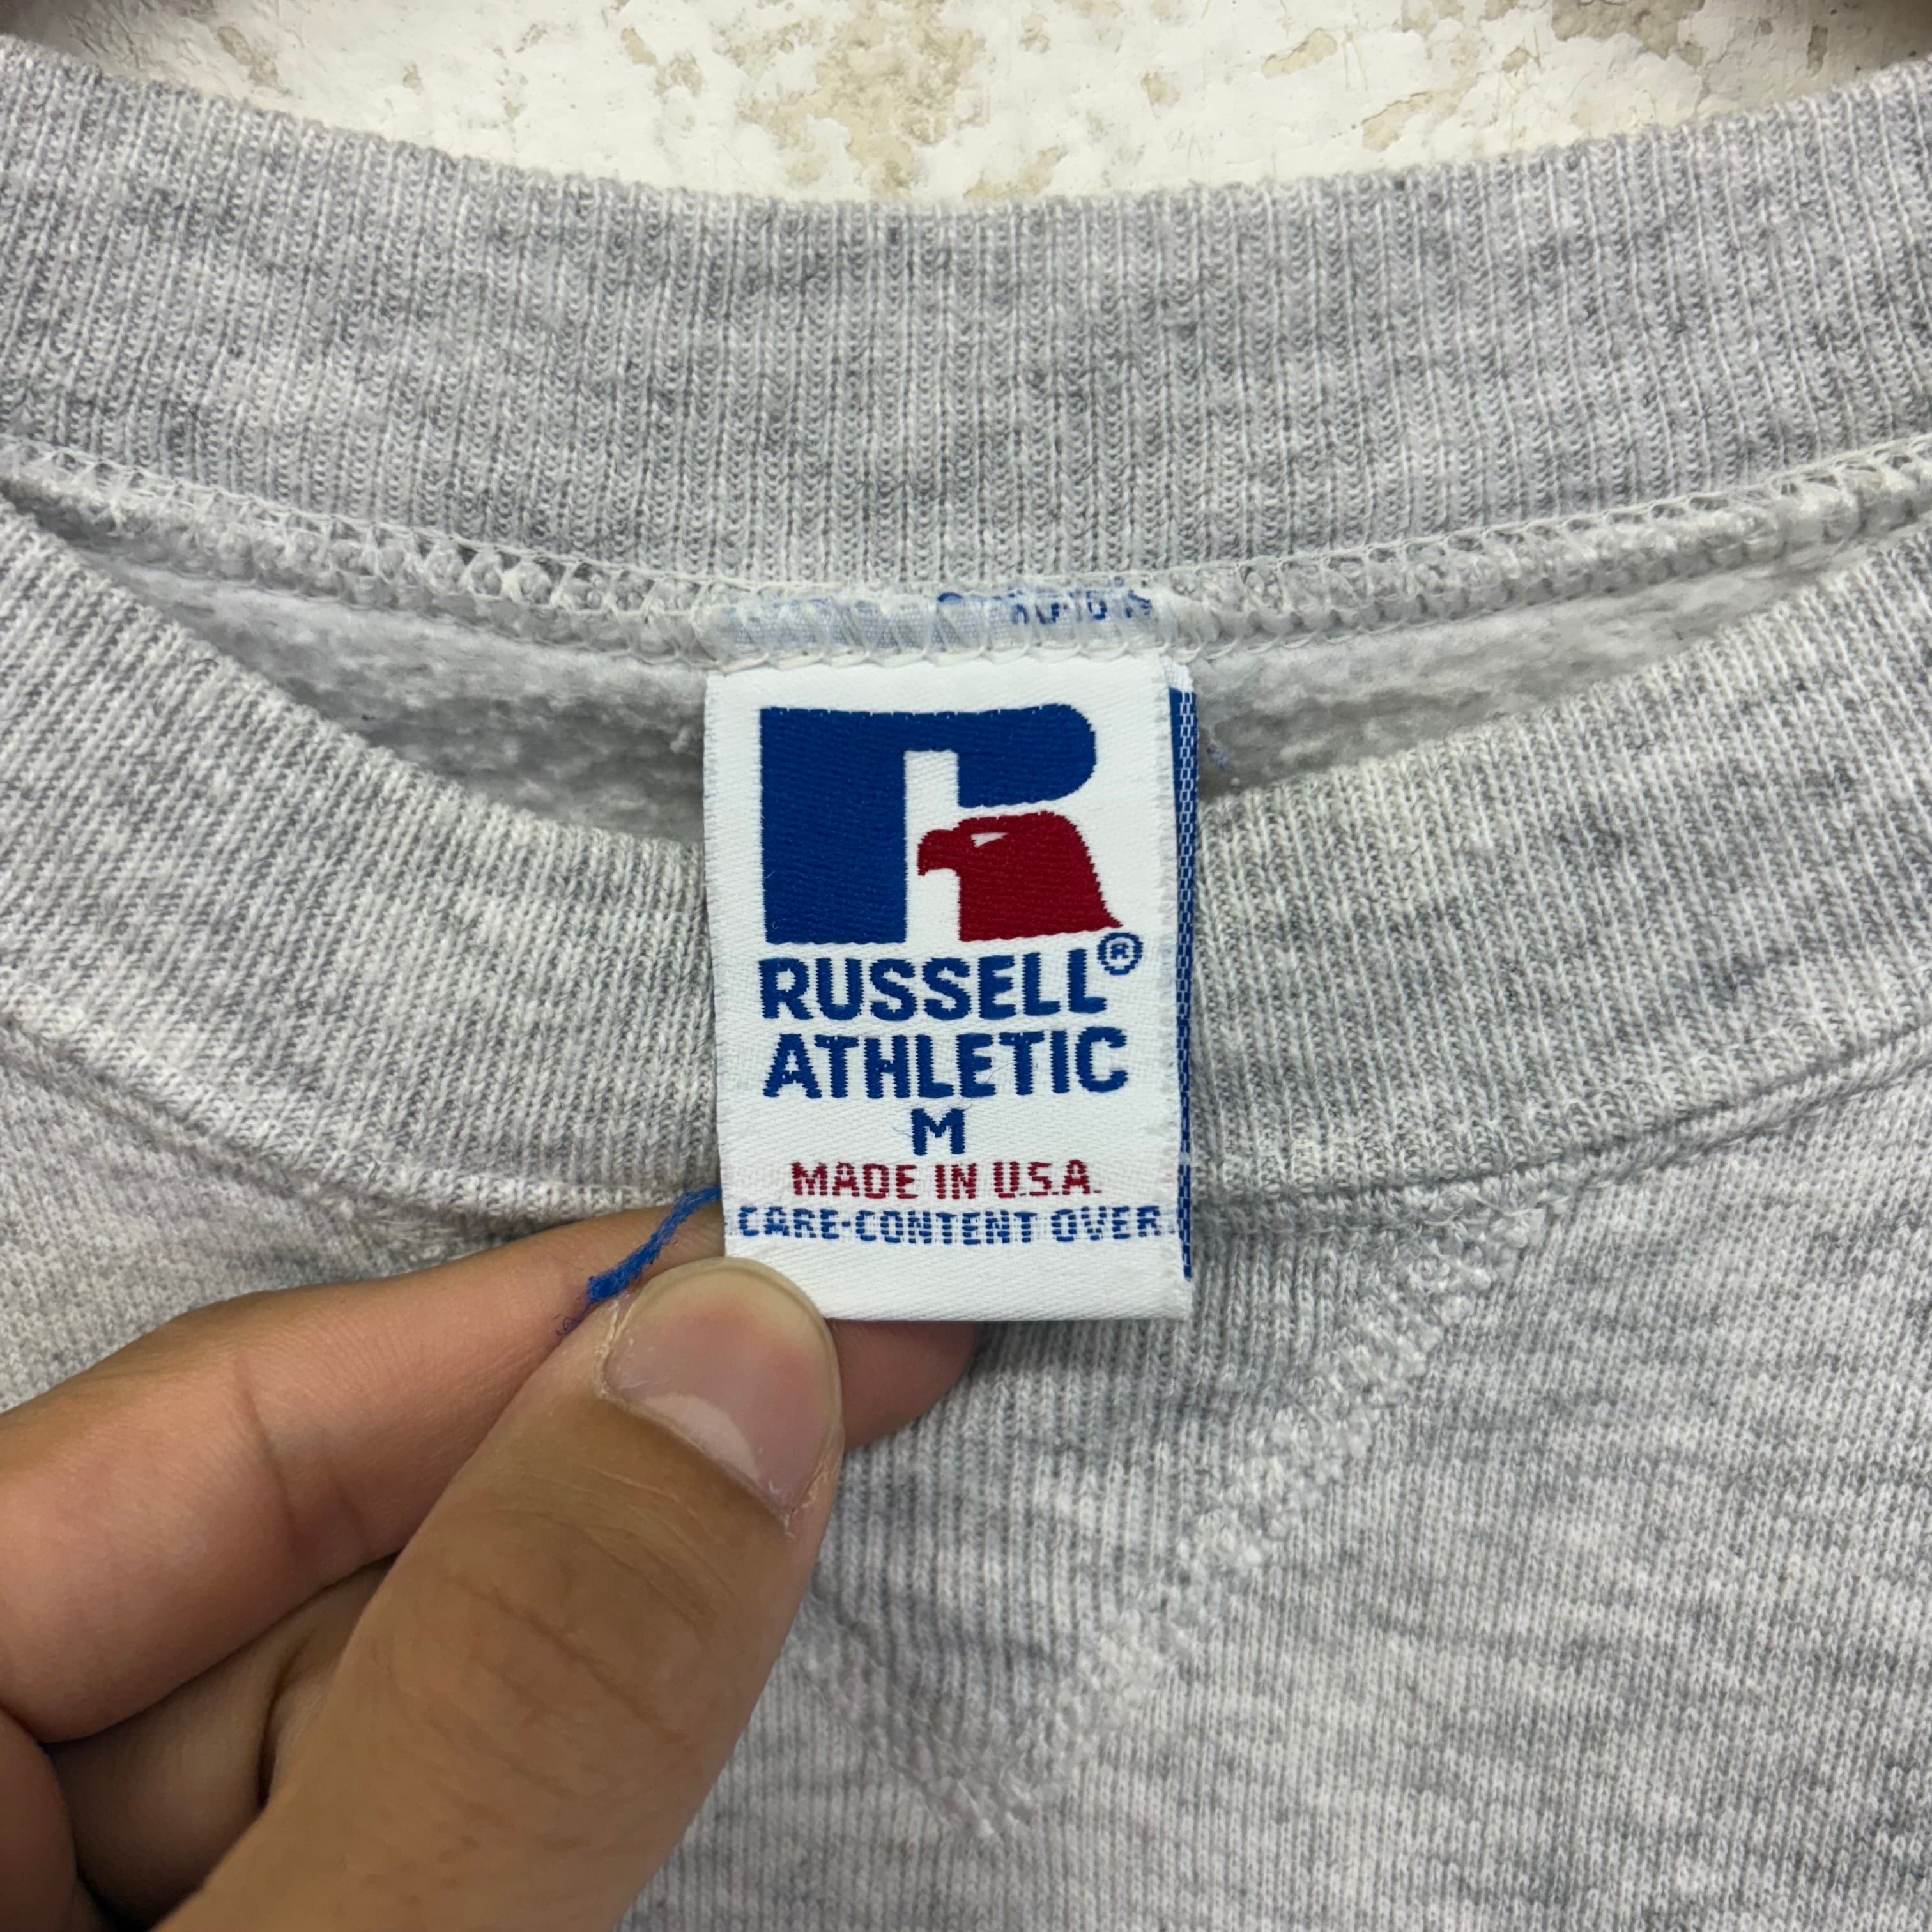 RUSSELL®
ATHLETIC
M
MADE IN U.S.A.
CARE-CONTENT OVER